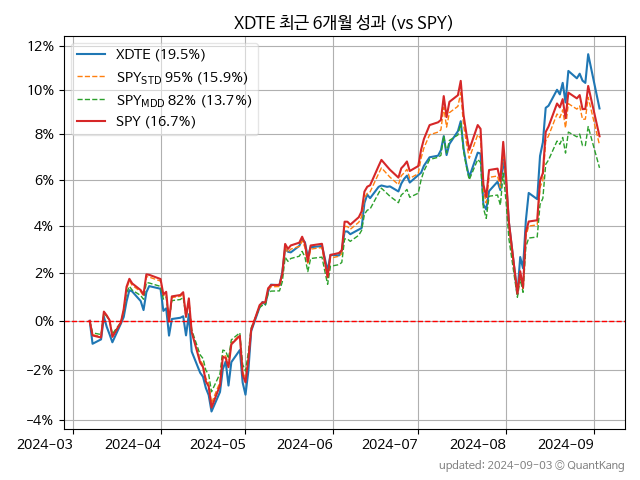 XDTE 최근 6개월 성과 (vs SPY)
XDTE (19.5%)
SPY_STD 95% (15.9%)
SPY_MDD 82% (13.7%)
SPY (16.7%)
12%
10%
8%
6%
4%
2%
0%
−2%
−4%
2024-03 2024-04 2024-05 2024-06 2024-07 2024-08 2024-09
updated: 2024-09-03 © QuantKang